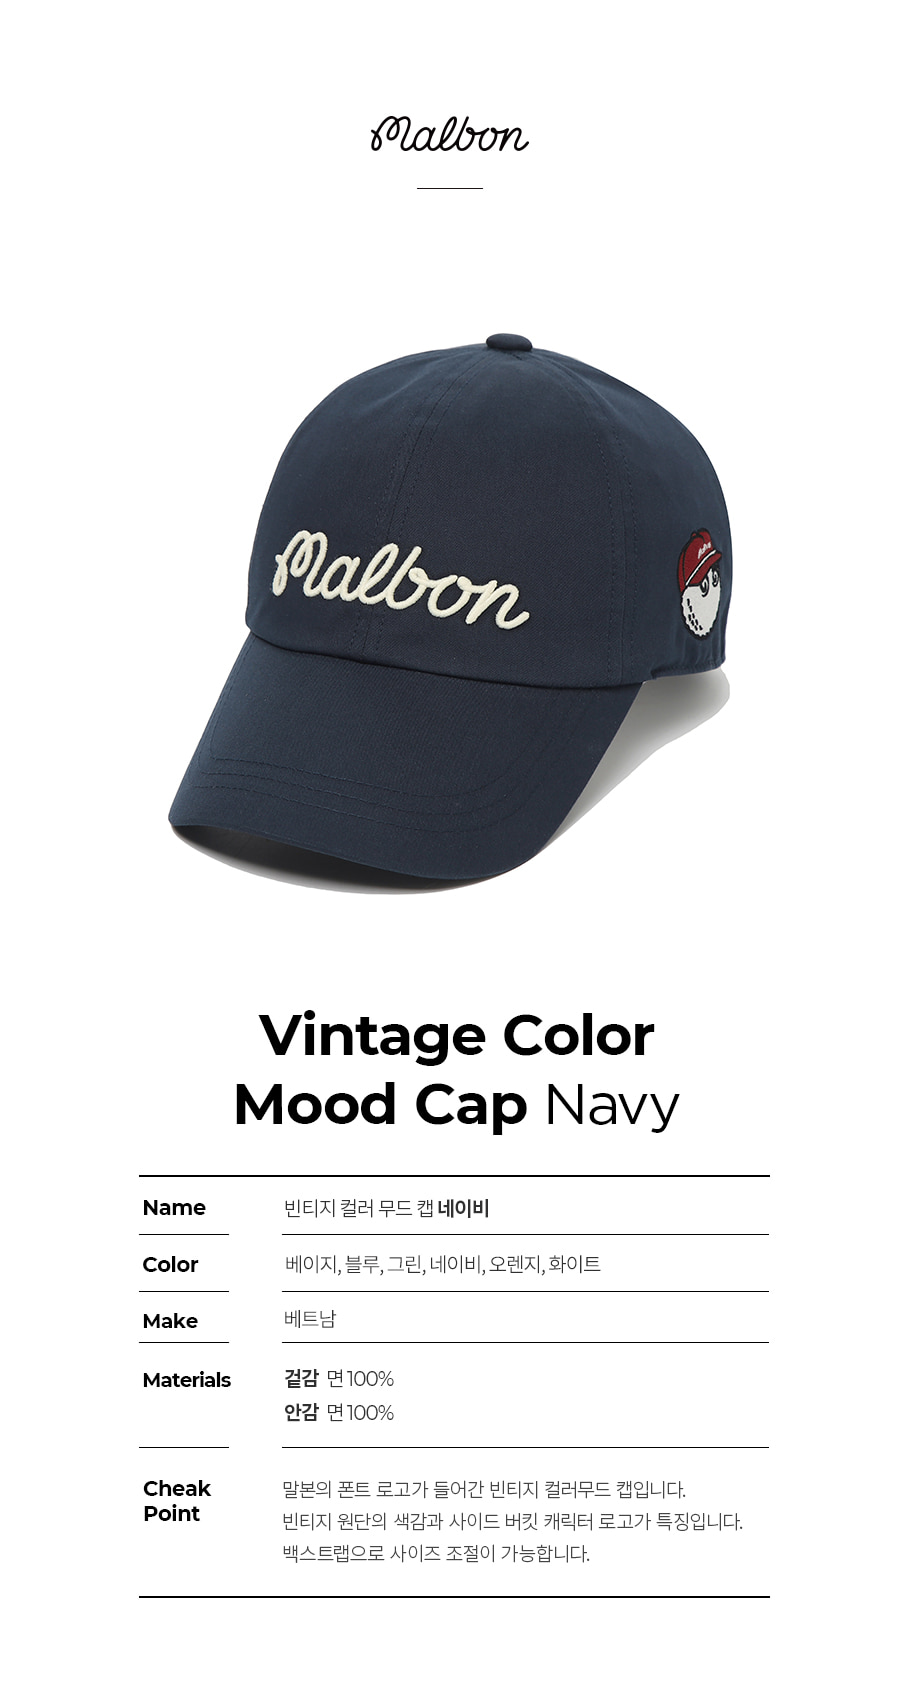 Malbon
Malbon
Vintage Color
Mood Cap Navy
Name 빈티지 컬러 무드 캡 네이비
Color 베이지, 블루, 그린, 네이비, 오렌지, 화이트
Make 베트남
Materials 겉감 면100%
안감 면100%
Cheak
Point
말본의 폰트 로고가 들어간 빈티지 컬러무드 캡입니다.
빈티지 원단의 색감과 사이드 버킷 캐릭터 로고가 특징입니다.
백스트랩으로 사이즈 조절이 가능합니다.